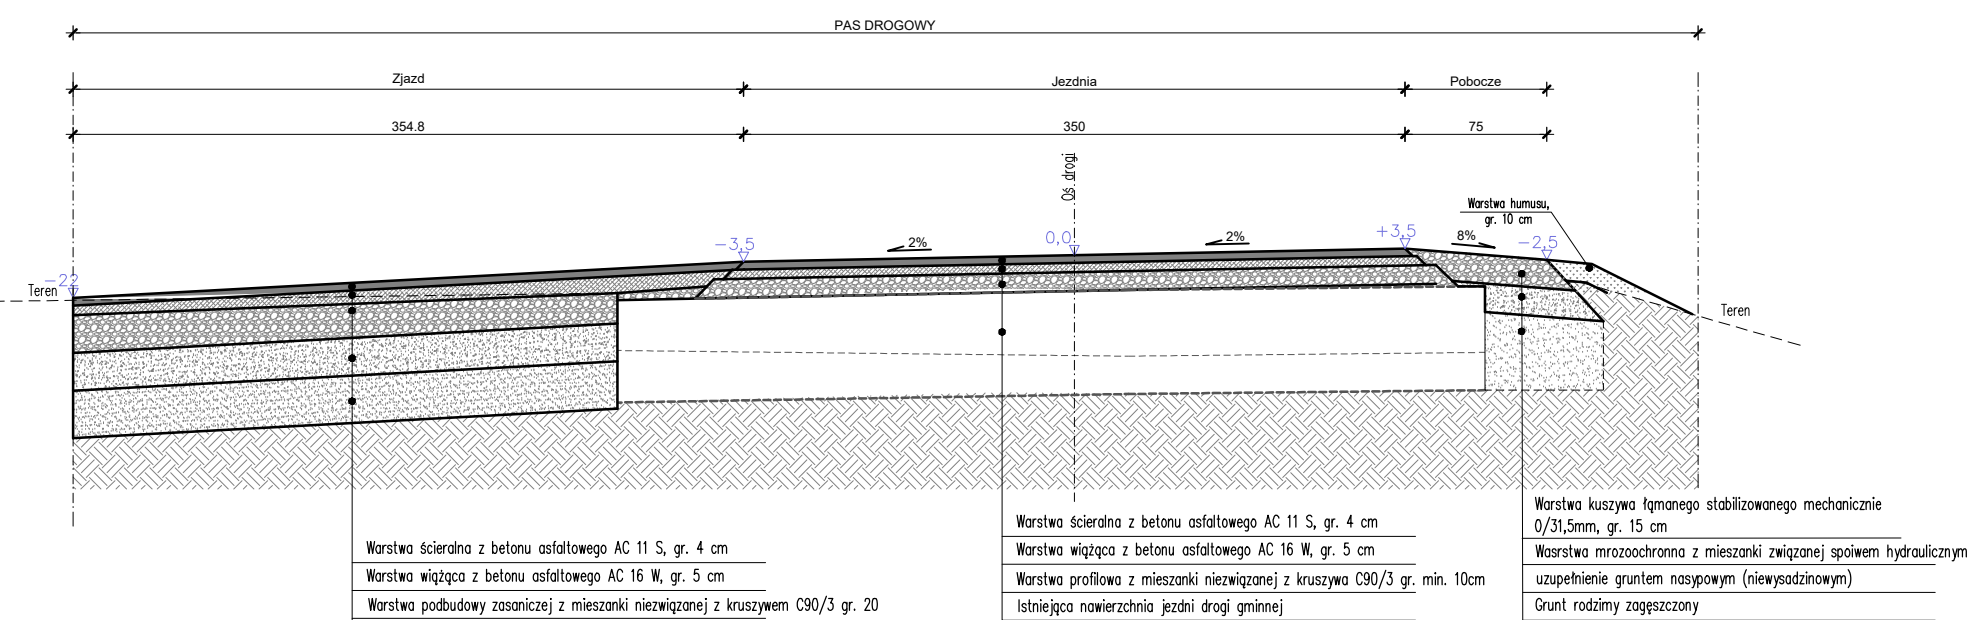 PAS DROGOWY
Zjazd
Jezdnia
Pobocze
354.8
350
75
Oś drogi
Warstwa humusu,
gr. 10 cm
-3,5
2%
0,0
2%
+3,5
8%
-2,5
-22
Teren
Teren
Warstwa ścieralna z betonu asfaltowego AC 11 S, gr. 4 cm
Warstwa wiążąca z betonu asfaltowego AC 16 W, gr. 5 cm
Warstwa podbudowy zasaniczej z mieszanki niezwiązanej z kruszywem C90/3 gr. 20
Warstwa ścieralna z betonu asfaltowego AC 11 S, gr. 4 cm
Warstwa wiążąca z betonu asfaltowego AC 16 W, gr. 5 cm
Warstwa profilowa z mieszanki niezwiązanej z kruszywa C90/3 gr. min. 10cm
Istniejąca nawierzchnia jezdni drogi gminnej
Warstwa kuszywa łąmanego stabilizowanego mechanicznie
0/31,5mm, gr. 15 cm
Wasrstwa mrozoochronna z mieszanki związanej spoiwem hydraulicznym
uzupełnienie gruntem nasypowym (niewysadzinowym)
Grunt rodzimy zagęszczony